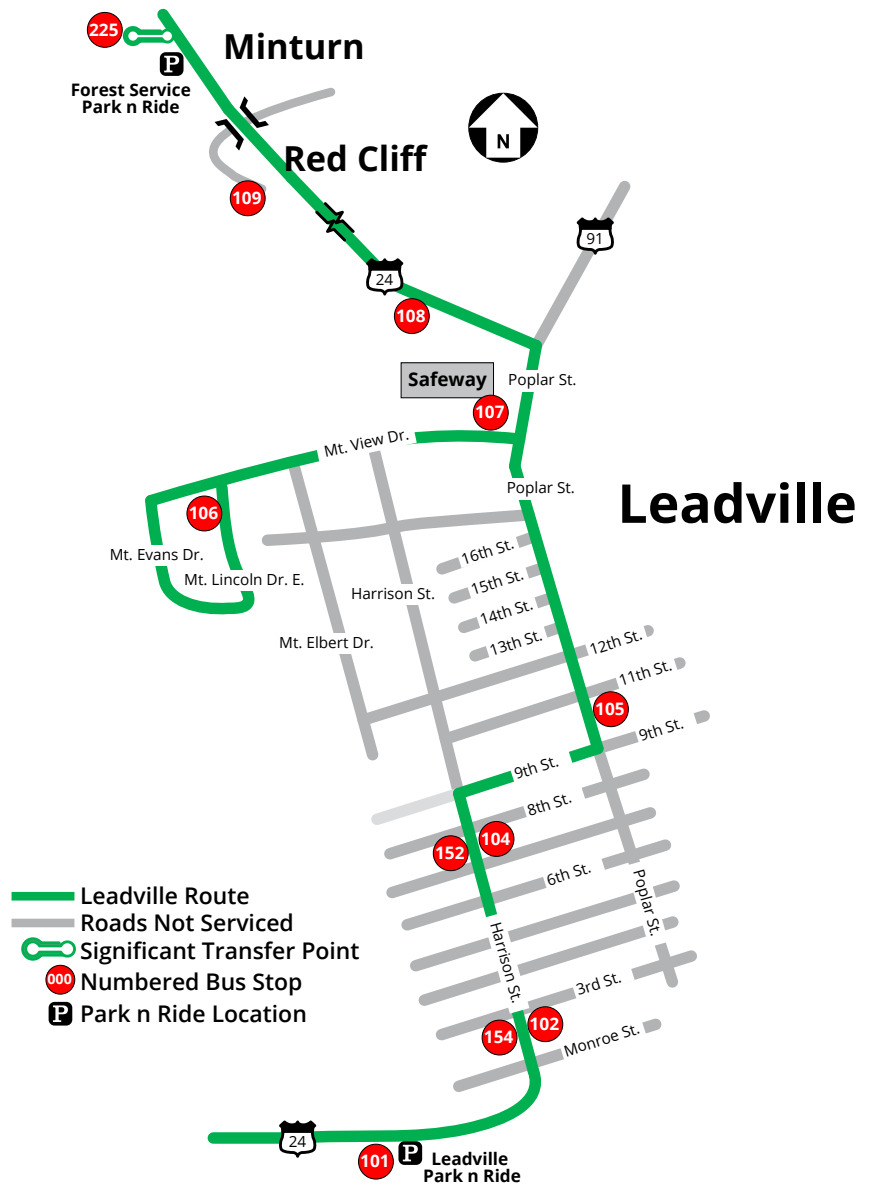 225
Minturn
P
Forest Service
Park n Ride
N
Red Cliff
109
91
24
108
Safeway
Poplar St.
107
Mt. View Dr.
Poplar St.
Leadville
106
16th St.
Mt. Evans Dr.
15th St.
Mt. Lincoln Dr. E.
Harrison St.
14th St.
13th St.
12th St.
Mt. Elbert Dr.
11th St.
105
9th St.
9th St.
8th St.
104
152
6th St.
Poplar St.
Leadville Route
Roads Not Serviced
Significant Transfer Point
000 Numbered Bus Stop
P Park n Ride Location
Harrison St.
3rd St.
102
154
Monroe St.
24
101
P
Leadville
Park n Ride